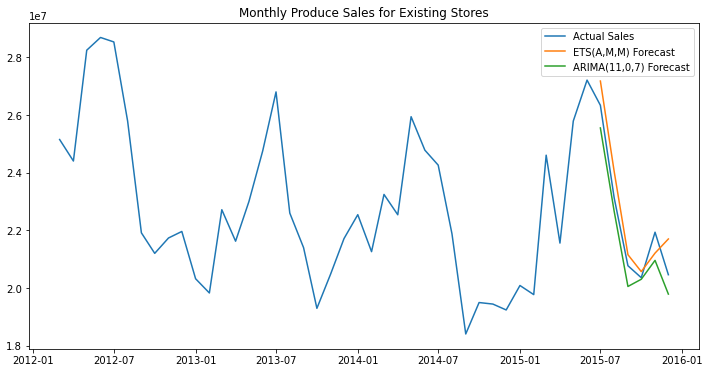 Monthly Produce Sales for Existing Stores
1e7
Actual Sales
ETS(A,M,M) Forecast
ARIMA(11,0,7) Forecast
2.8
2.6
2.4
2.2
2.0
1.8
2012-01 2012-07 2013-01 2013-07 2014-01 2014-07 2015-01 2015-07 2016-01